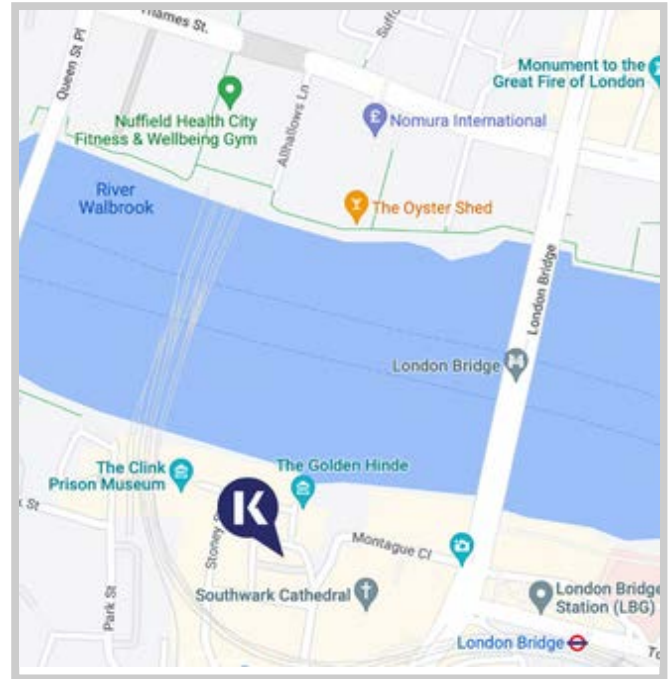 Thames St.
Queen St Pl
Suffo
Monument to the
Great Fire of London
Nuffield Health City
Fitness & Wellbeing Gym
Allhallows Ln
£
Nomura International
River
Walbrook
The Oyster Shed
London Bridge
London Bridge
The Clink
Prison Museum
The Golden Hinde
K
k St
Stoney S
Montague Cl
Park St
Southwark Cathedral
London Bridge
Station (LBG)
London Bridge
To